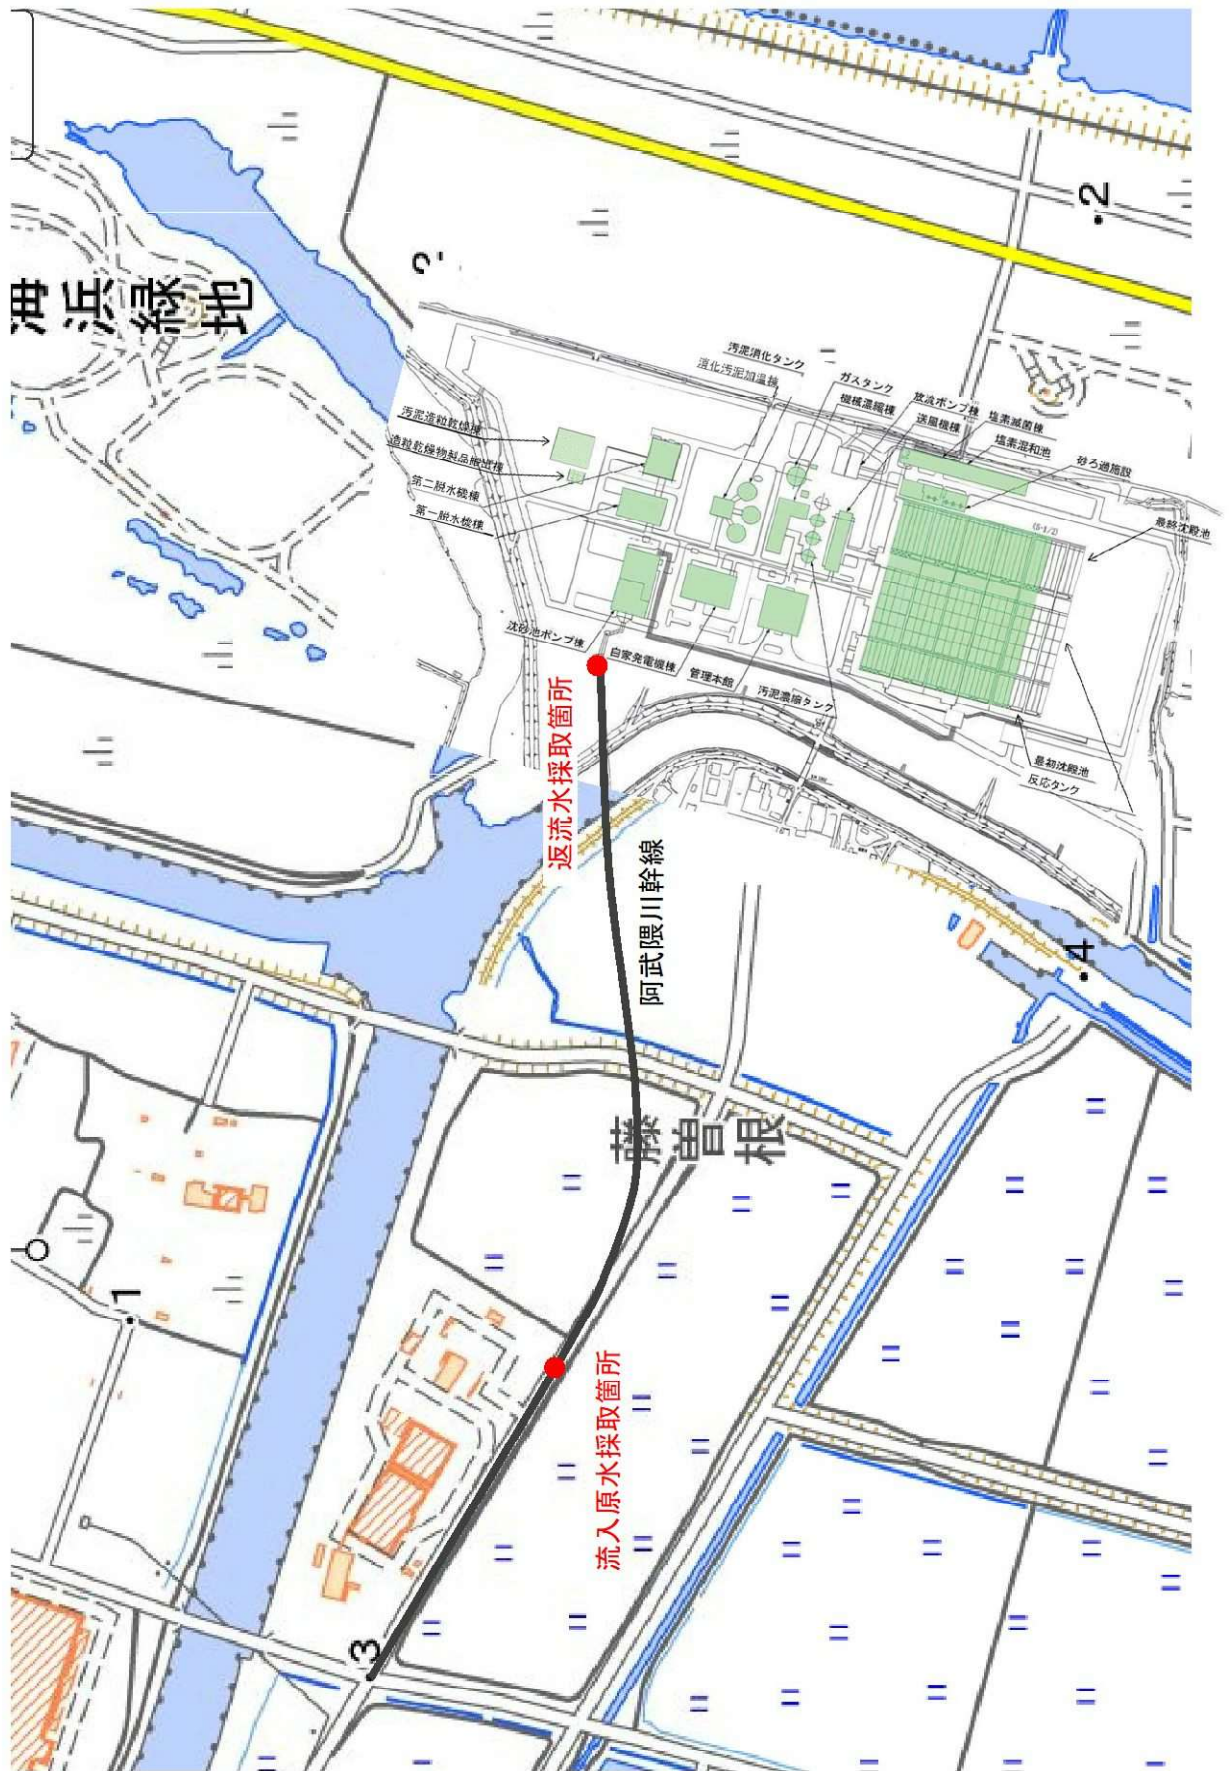 海浜緑地
2
汚泥消化タンク
消化汚泥加温棟
ガスタンク
機械濃縮棟
放流ポンプ棟
送風機棟
塩素滅菌棟
塩素混和池
砂ろ過施設
最終沈殿池
(S-1/2)
汚泥造粒乾燥棟
造粒乾燥物製品搬出棟
第二脱水機棟
第一脱水機棟
沈砂池ポンプ棟
自家発電機棟
管理本館
汚泥濃縮タンク
最初沈殿池
反応タンク
返流水採取箇所
阿武隈川幹線
4
藤曽根
1
流入原水採取箇所
3